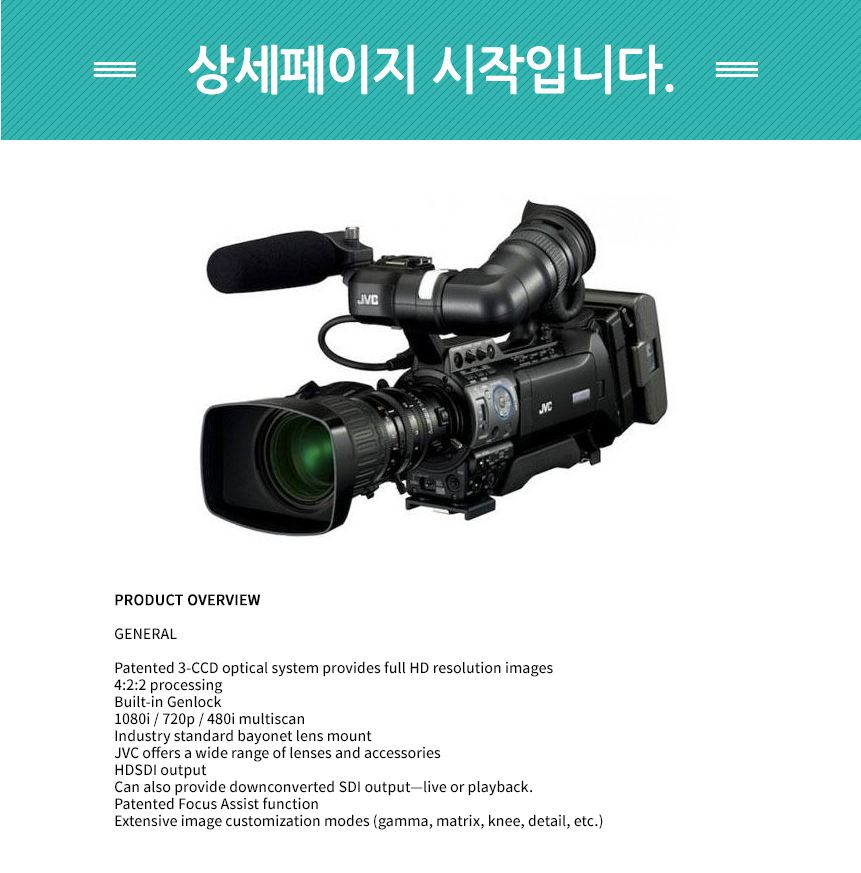 상세페이지 시작입니다.
JVC
JVC
PRODUCT OVERVIEW
GENERAL
Patented 3-CCD optical system provides full HD resolution images
4:2:2 processing
Built-in Genlock
1080i / 720p / 480i multiscan
Industry standard bayonet lens mount
JVC offers a wide range of lenses and accessories
HDSDI output
Can also provide downconverted SDI output—live or playback.
Patented Focus Assist function
Extensive image customization modes (gamma, matrix, knee, detail, etc.)